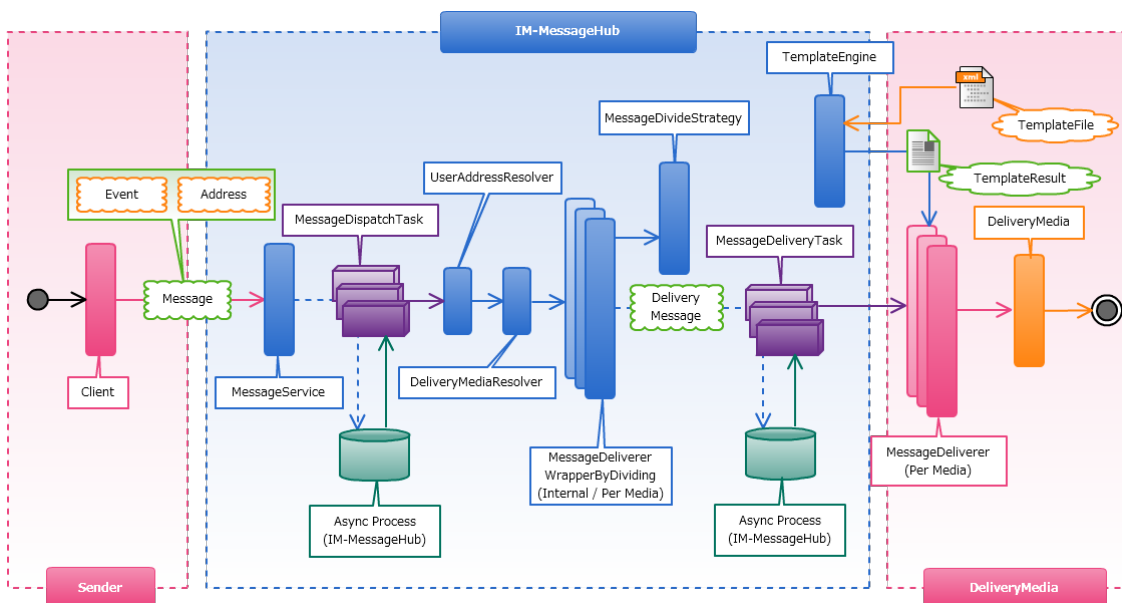 IM-MessageHub
TemplateEngine
xml
TemplateFile
MessageDivideStrategy
TemplateResult
UserAddressResolver
Event
Address
MessageDispatchTask
DeliveryMedia
MessageDeliveryTask
Message
Delivery
Message
Client
MessageService
DeliveryMediaResolver
MessageDeliverer
WrapperByDividing
(Internal / Per Media)
MessageDeliverer
(Per Media)
Async Process
(IM-MessageHub)
Async Process
(IM-MessageHub)
Sender
DeliveryMedia